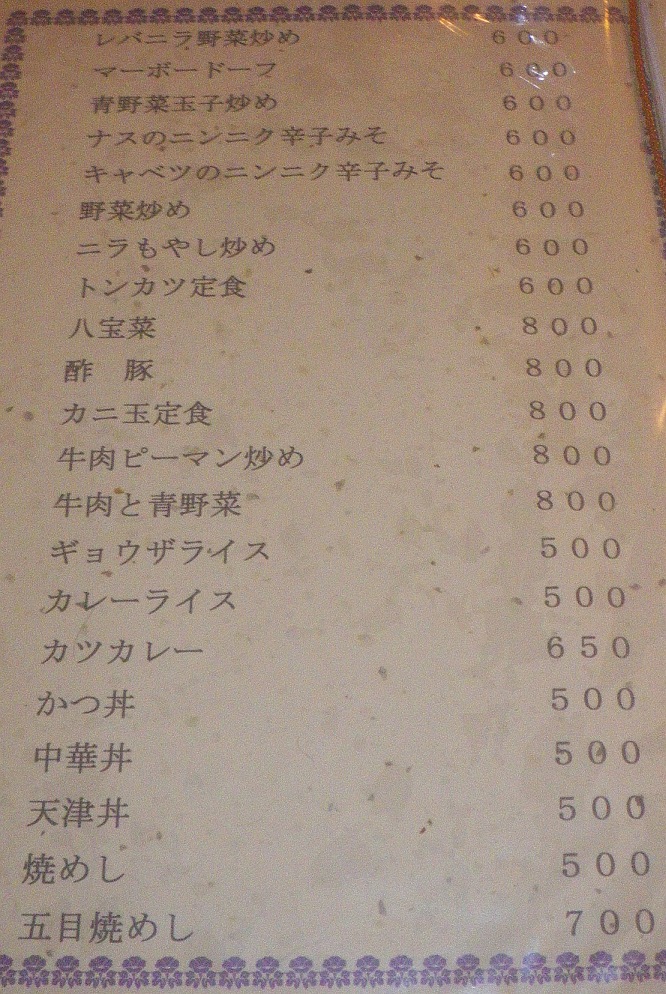 レバニラ野菜炒め ６００
マーボードーフ ６００
青野菜玉子炒め ６００
ナスのニンニク辛子みそ ６００
キャベツのニンニク辛子みそ ６００
野菜炒め ６００
ニラもやし炒め ６００
トンカツ定食 ６００
八宝菜 ８００
酢　豚 ８００
カニ玉定食 ８００
牛肉ピーマン炒め ８００
牛肉と青野菜 ８００
ギョウザライス ５００
カレーライス ５００
カツカレー ６５０
かつ丼 ５００
中華丼 ５００
天津丼 ５００
焼めし ５００
五目焼めし ７００